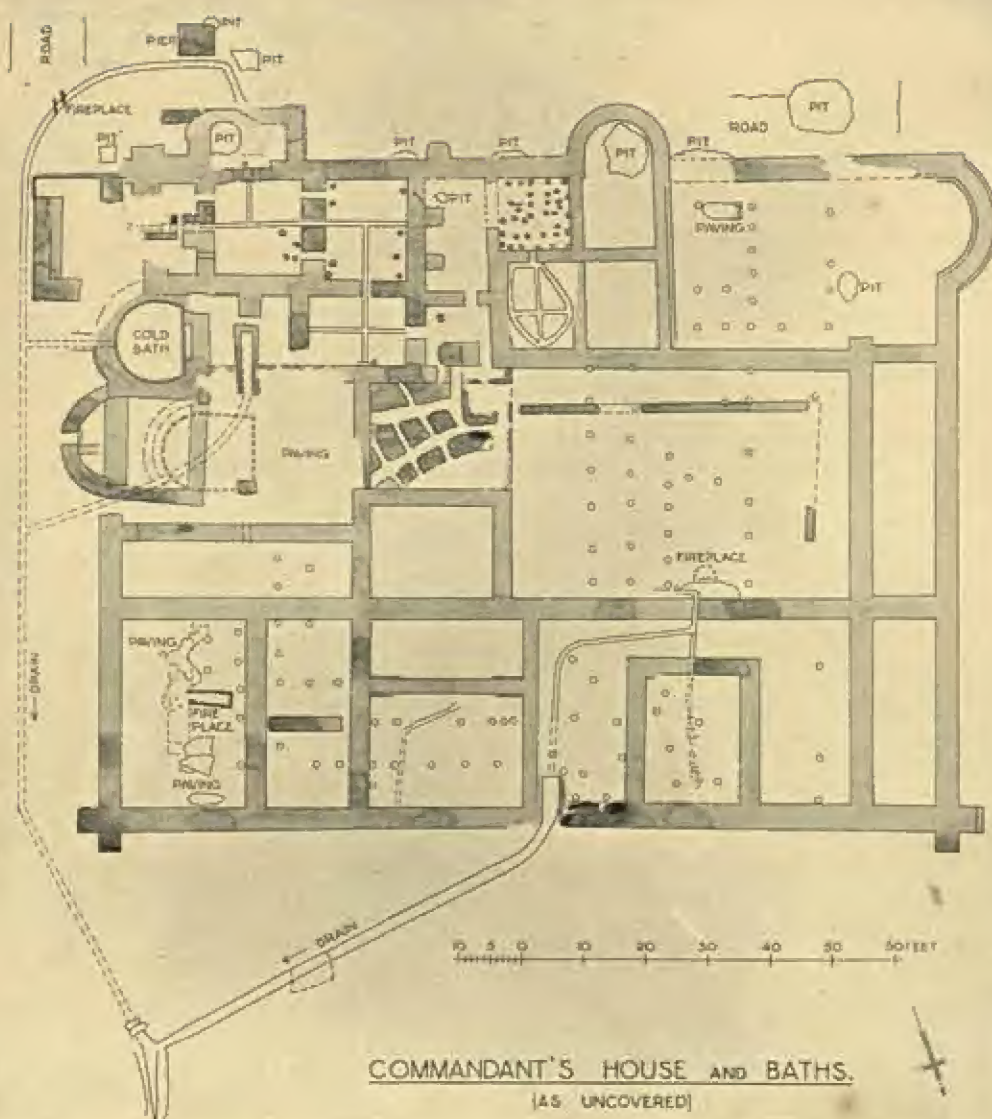 ROAD
PIT
PIER
PIT
FIREPLACE
PIT
PIT
PIT
PIT
PIT
PIT
ROAD
PIT
PIT
PAVING
PIT
COLD
BATH
PAVING
FIREPLACE
PAVING
FIRE
PLACE
PAVING
DRAIN
DRAIN
10 5 0 10 20 30 40 50 FEET
COMMANDANT'S HOUSE AND BATHS.
[AS UNCOVERED]